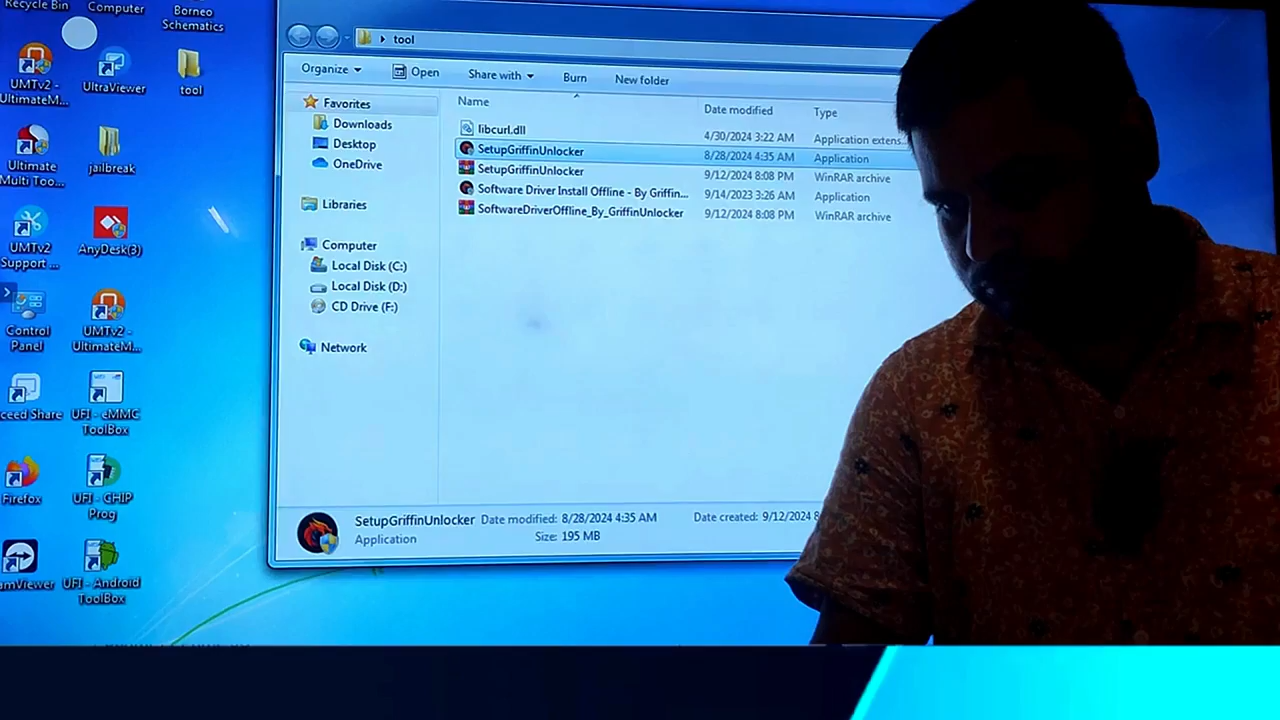 Recycle Bin
Computer
Borneo
Schematics
UMTv2 -
UltimateM...
UltraViewer
tool
Ultimate
Multi Too...
jailbreak
UMTv2
Support ...
AnyDesk(3)
Control
Panel
UMTv2 -
UltimateM...
ceed Share
UFI - eMMC
ToolBox
Firefox
UFI - CHIP
Prog
amViewer
UFI - Android
ToolBox
tool
Organize
Open
Share with
Burn
New folder
Favorites
Downloads
Desktop
OneDrive
Libraries
Computer
Local Disk (C:)
Local Disk (D:)
CD Drive (F:)
Network
Name Date modified Type
libcurl.dll 4/30/2024 3:22 AM Application extens...
SetupGriffinUnlocker 8/28/2024 4:35 AM Application
SetupGriffinUnlocker 9/12/2024 8:08 PM WinRAR archive
Software Driver Install Offline - By Griffin... 9/14/2023 3:26 AM Application
SoftwareDriverOffline_By_GriffinUnlocker 9/12/2024 8:08 PM WinRAR archive
SetupGriffinUnlocker Date modified: 8/28/2024 4:35 AM Date created: 9/12/2024 8
Application Size: 195 MB